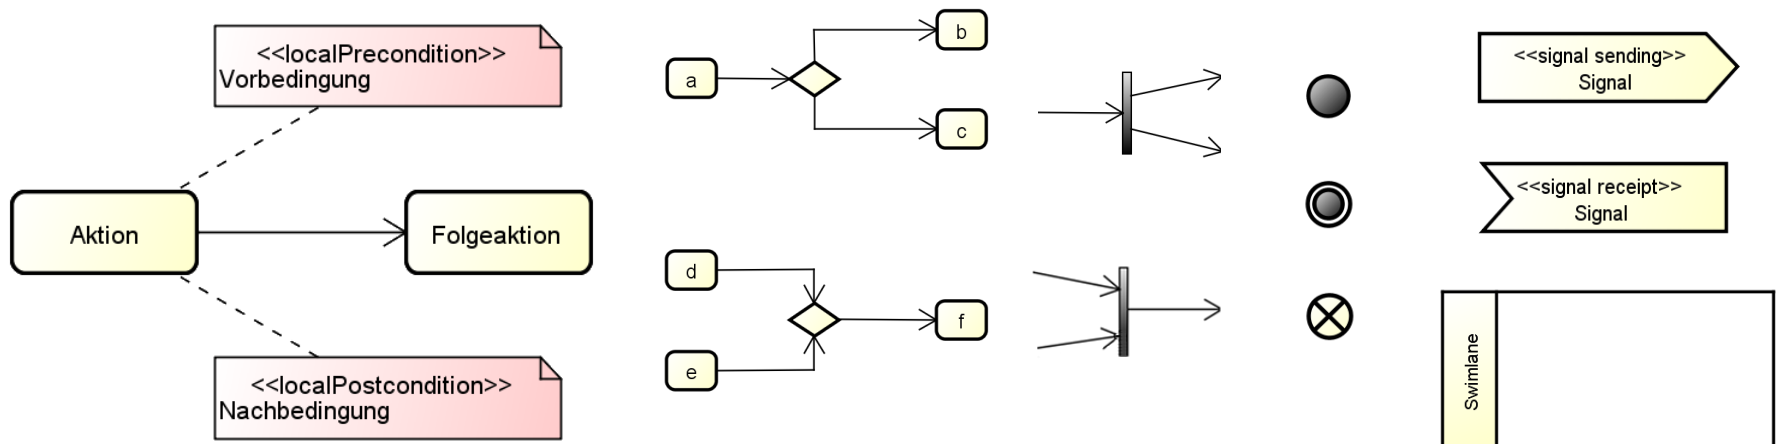 <<localPrecondition>>
Vorbedingung
Aktion
Folgeaktion
<<localPostcondition>>
Nachbedingung
a
b
c
d
e
f
<<signal sending>>
Signal
<<signal receipt>>
Signal
Swimlane